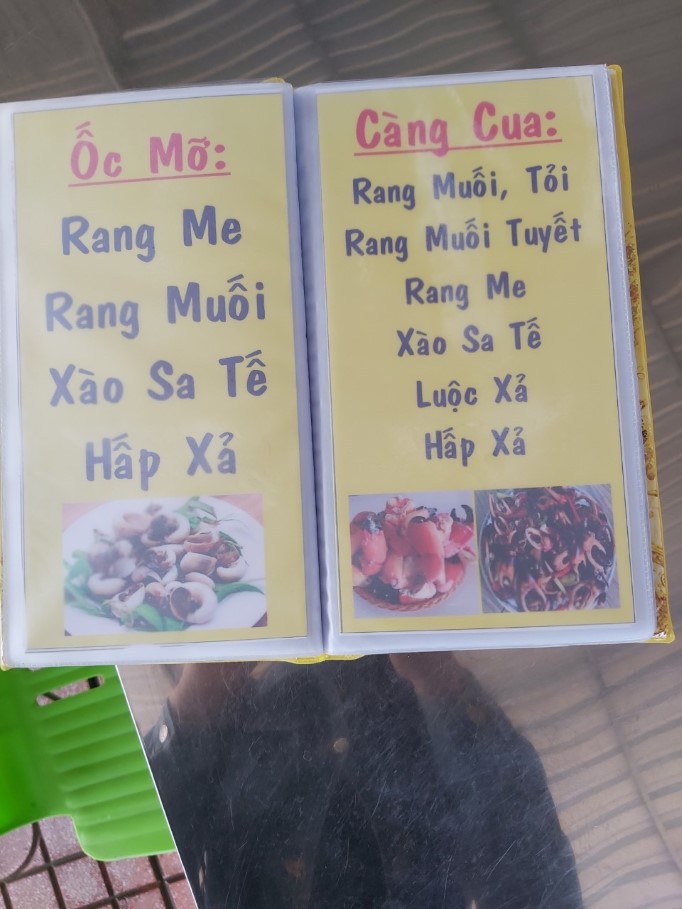 Ốc Mỡ:
Rang Me
Rang Muối
Xào Sa Tế
Hấp Xả
Càng Cua:
Rang Muối, Tỏi
Rang Muối Tuyết
Rang Me
Xào Sa Tế
Luộc Xả
Hấp Xả